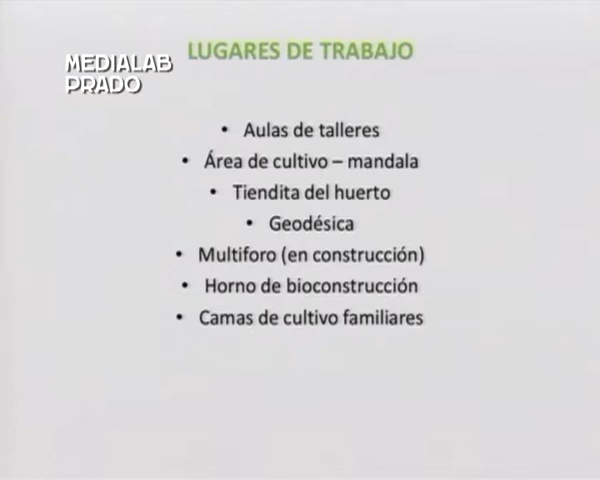 LUGARES DE TRABAJO
MEDIALAB
PRADO
• Aulas de talleres
• Área de cultivo – mandala
• Tiendita del huerto
• Geodésica
• Multiforo (en construcción)
• Horno de bioconstrucción
• Camas de cultivo familiares